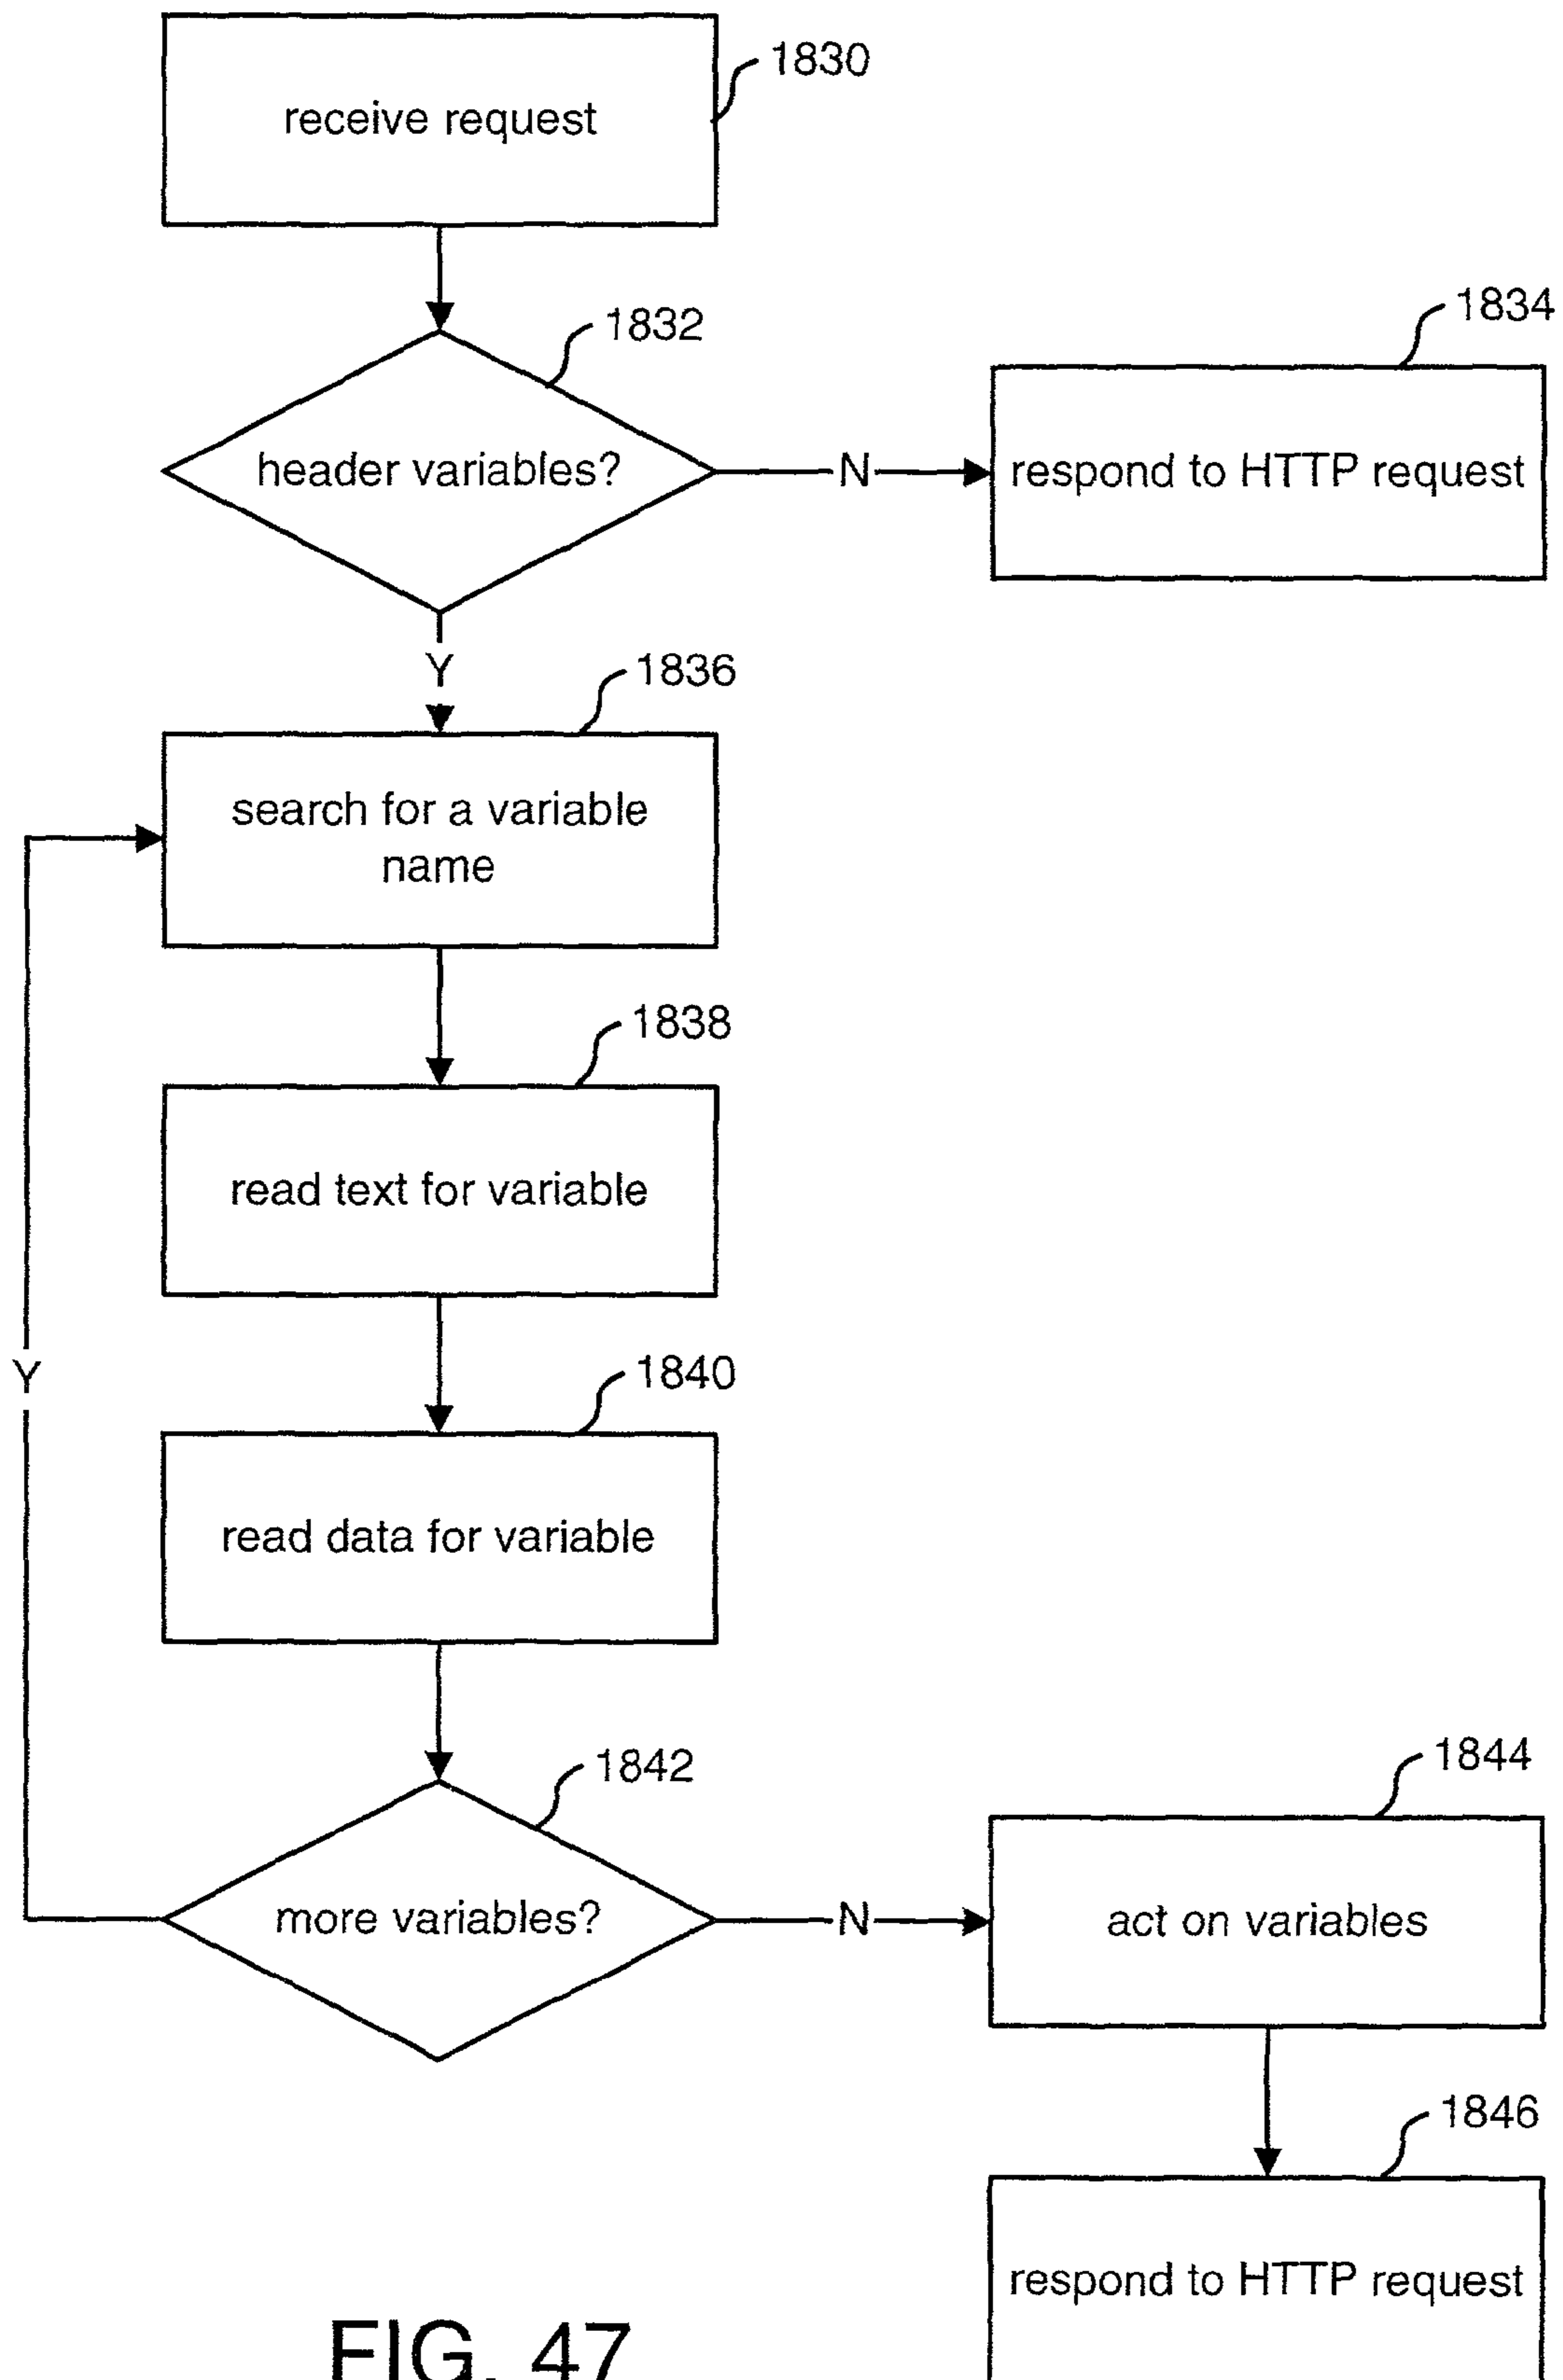 receive request
1830
1832
header variables?
N
1834
respond to HTTP request
Y
1836
search for a variable
name
1838
read text for variable
Y
1840
read data for variable
1842
more variables?
N
1844
act on variables
1846
respond to HTTP request
FIG. 47